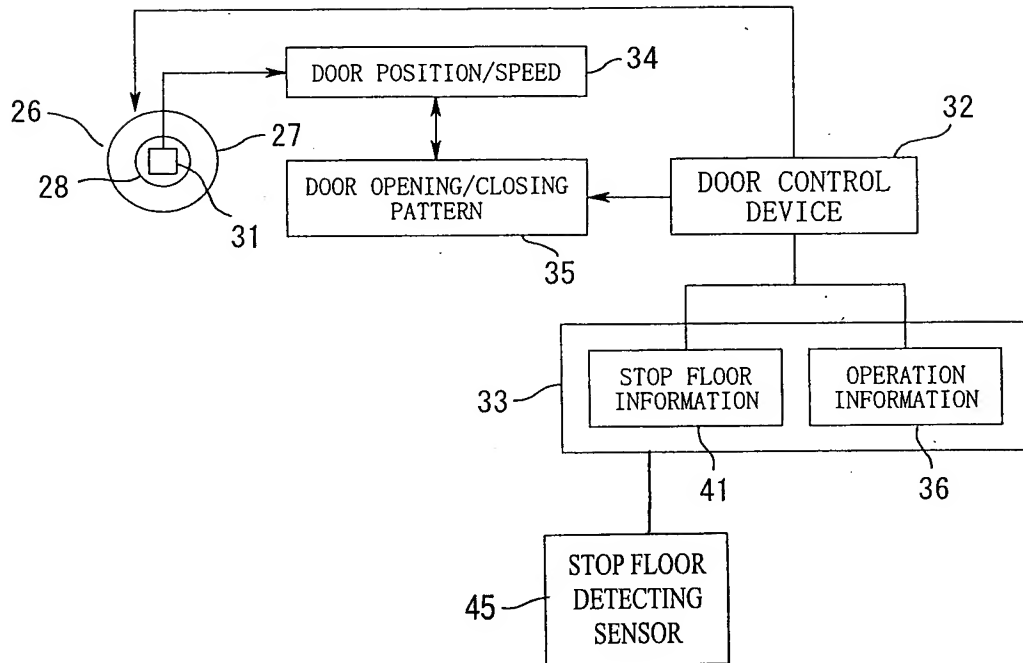 DOOR POSITION/SPEED
34
26
27
28
31
DOOR OPENING/CLOSING
PATTERN
35
32
DOOR CONTROL
DEVICE
33
STOP FLOOR
INFORMATION
41
OPERATION
INFORMATION
36
45
STOP FLOOR
DETECTING
SENSOR